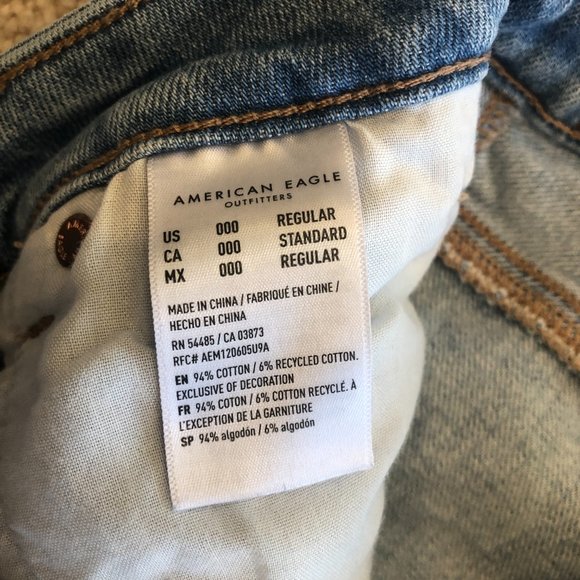 AMERICAN EAGLE
OUTFITTERS
US 000 REGULAR
CA 000 STANDARD
MX 000 REGULAR
MADE IN CHINA / FABRIQUÉ EN CHINE /
HECHO EN CHINA
RN 54485 / CA 03873
RFC# AEM120605U9A
EN 94% COTTON / 6% RECYCLED COTTON.
EXCLUSIVE OF DECORATION
FR 94% COTON / 6% COTON RECYCLÉ. À
L'EXCEPTION DE LA GARNITURE
SP 94% algodón / 6% algodón